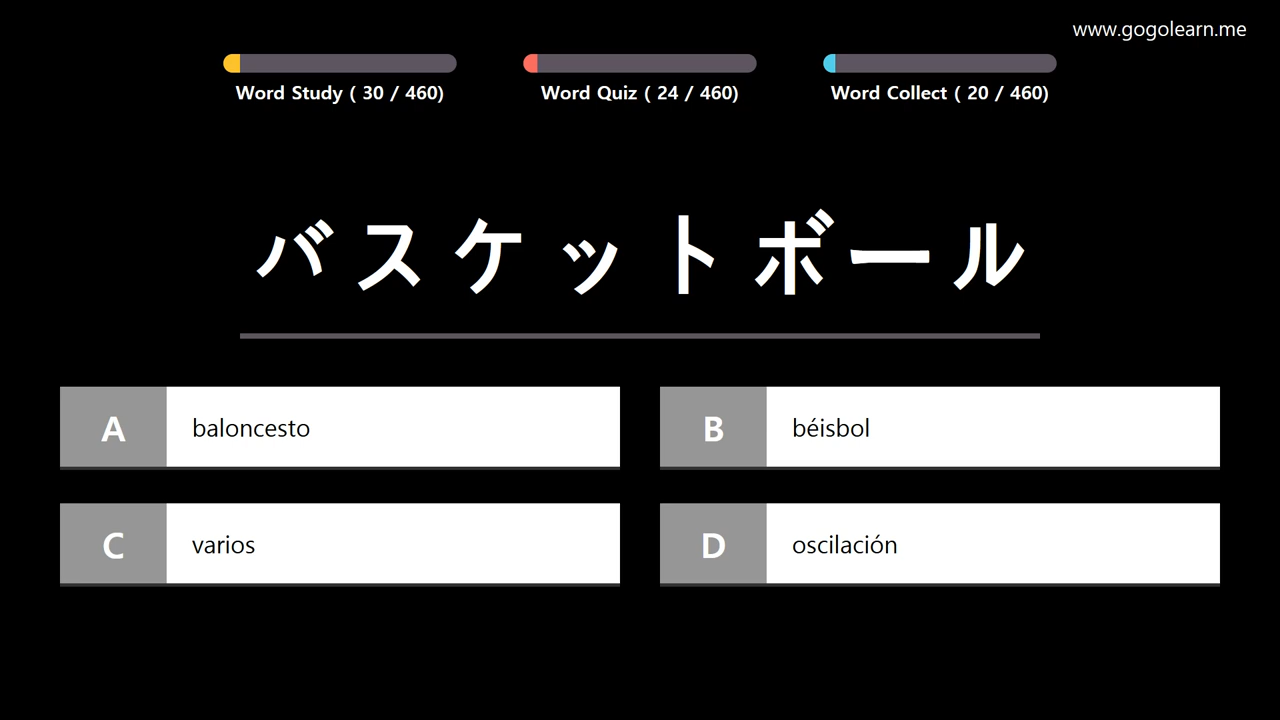 www.gogolearn.me
Word Study ( 30 / 460)
Word Quiz ( 24 / 460)
Word Collect ( 20 / 460)
バスケットボール
A baloncesto
B béisbol
C varios
D oscilación